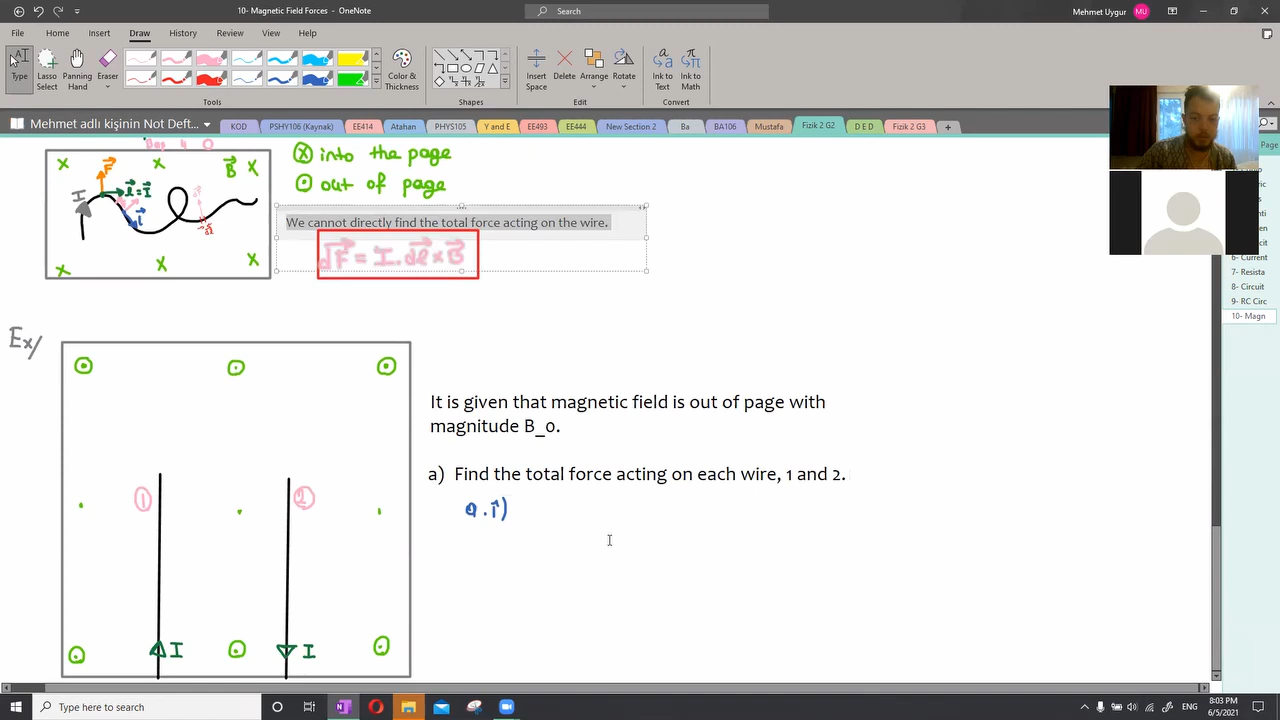 10- Magnetic Field Forces - OneNote
Search
Mehmet Uygur
MU
File Home Insert Draw History Review View Help
Type
Lasso Select
Panning Hand
Eraser
Color & Thickness
Insert Space
Delete
Arrange
Rotate
Ink to Text
Ink to Math
Tools
Shapes
Edit
Convert
Mehmet adlı kişinin Not Deft...
KOD
PSHY106 (Kaynak)
EE414
Atahan
PHYS105
Y and E
EE493
EE444
New Section 2
Ba
BA106
Mustafa
Fizik 2 G2
D E D
Fizik 2 G3
+
Page
x F x B x
I l=I
I
x x x
ⓧ into the page
⊙ out of page
We cannot directly find the total force acting on the wire.
dF = I.dl×B
6- Current
7- Resista
8- Circuit
9- RC Circ
10- Magn
Ex/
It is given that magnetic field is out of page with
magnitude B_0.
a) Find the total force acting on each wire, 1 and 2.
① ②
a.i)
I I
Type here to search
ENG
8:03 PM
6/5/2021